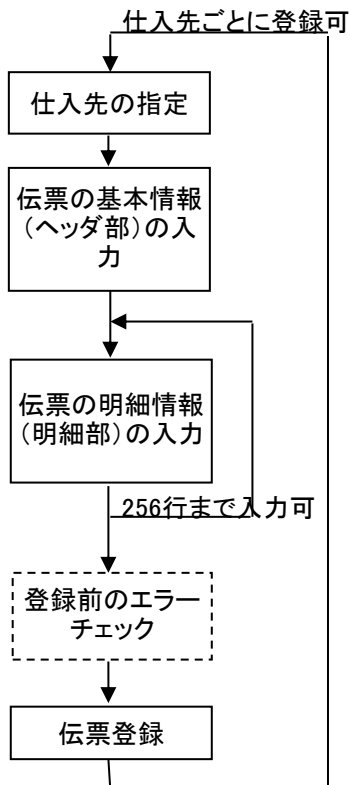 仕入先ごとに登録可
仕入先の指定
伝票の基本情報
(ヘッダ部)の入
力
伝票の明細情報
(明細部)の入力
256行まで入力可
登録前のエラー
チェック
伝票登録